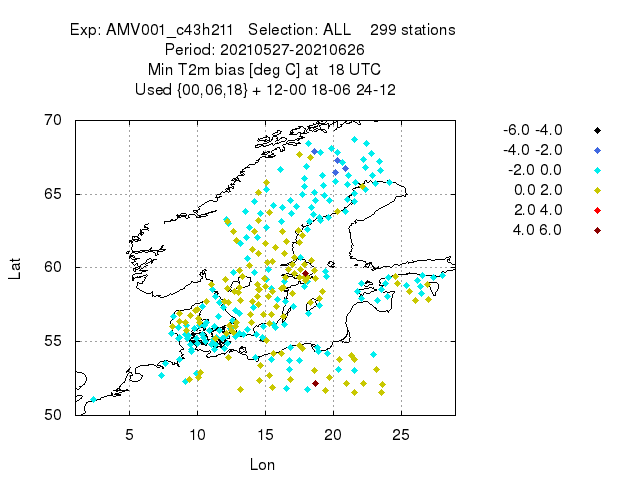 Exp: AMV001_c43h211   Selection: ALL    299 stations
Period: 20210527-20210626
Min T2m bias [deg C] at  18 UTC
Used {00,06,18} + 12-00 18-06 24-12
70
65
60
55
50
Lat
5 10 15 20 25
Lon
-6.0 -4.0
-4.0 -2.0
-2.0 0.0
0.0 2.0
2.0 4.0
4.0 6.0